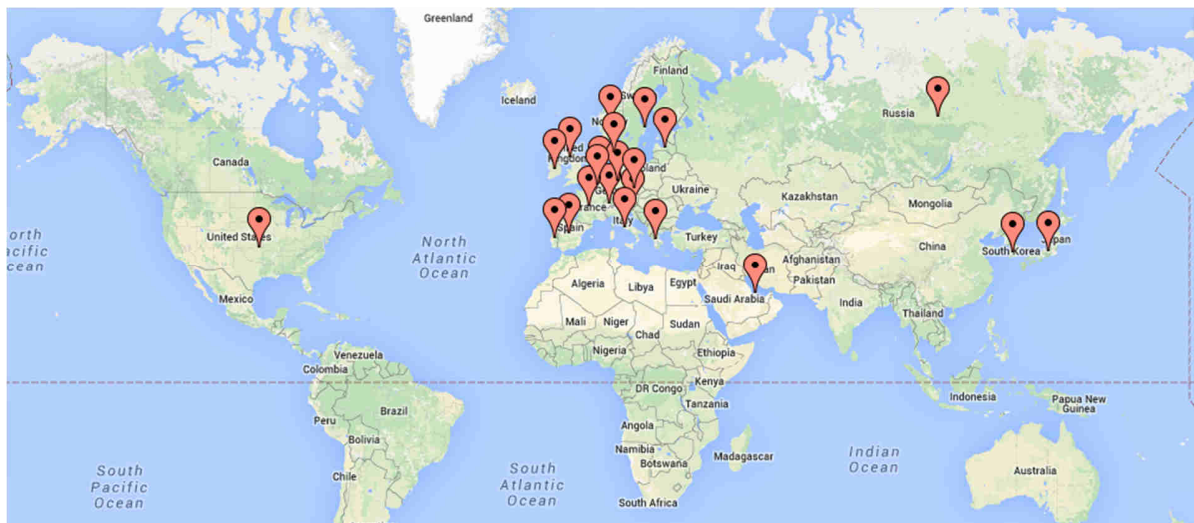 Greenland
Iceland
Finland
Russia
Canada
Ukraine
Kazakhstan
Mongolia
North
Atlantic
Ocean
United States
Spain
Italy
Turkey
China
South Korea
Japan
Iraq
Afghanistan
Pakistan
Mexico
Algeria
Libya
Egypt
Saudi Arabia
India
Thailand
Mali
Niger
Chad
Sudan
Nigeria
Ethiopia
Venezuela
Colombia
DR Congo
Kenya
Tanzania
Indonesia
Papua New
Guinea
Brazil
Peru
Bolivia
Angola
Namibia
Botswana
Madagascar
Indian
Ocean
Chile
South
Pacific
Ocean
South
Atlantic
Ocean
South Africa
Australia